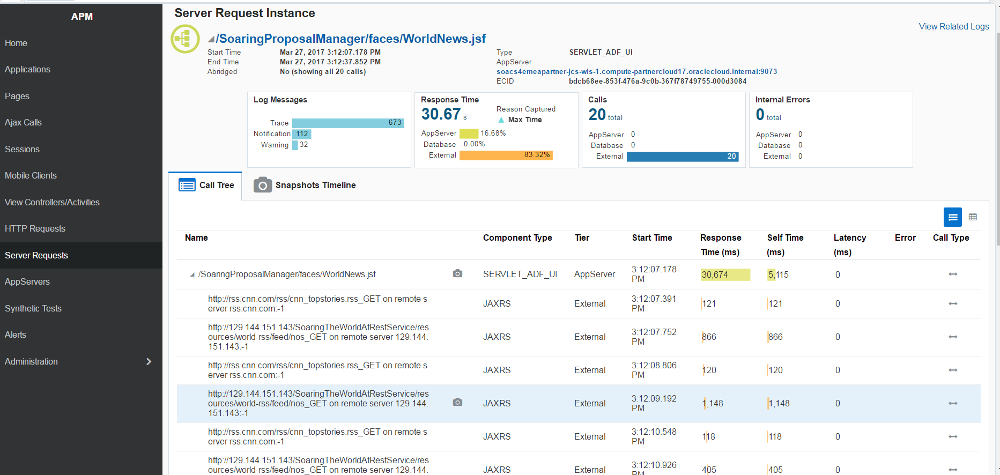 APM
Home
Applications
Pages
Ajax Calls
Sessions
Mobile Clients
View Controllers/Activities
HTTP Requests
Server Requests
AppServers
Synthetic Tests
Alerts
Administration
Server Request Instance
View Related Logs
/SoaringProposalManager/faces/WorldNews.jsf
Start Time Mar 27, 2017 3:12:07.178 PM
End Time Mar 27, 2017 3:12:37.852 PM
Abridged No (showing all 20 calls)
Type SERVLET_ADF_UI
AppServer
soacs4emeapartner-jcs-wls-1.compute-partnercloud17.oraclecloud.internal:9073
ECID bdcb68ee-853f-476a-9c0b-367f78749755-000d3084
Log Messages
Trace 673
Notification 112
Warning 32
Response Time
30.67 s
Reason Captured
Max Time
AppServer 16.68%
Database 0.00%
External 83.32%
Calls
20 total
AppServer 0
Database 0
External 20
Internal Errors
0 total
AppServer 0
Database 0
External 0
Call Tree
Snapshots Timeline
Name Component Type Tier Start Time Response Self Time Latency Error Call Type
Time (ms) (ms) (ms)
/SoaringProposalManager/faces/WorldNews.jsf SERVLET_ADF_UI AppServer 3:12:07.178 30,674 5,115 0
PM
http://rss.cnn.com/rss/cnn_topstories.rss_GET on remote s JAXRS External 3:12:07.391 121 121 0
erver rss.cnn.com:-1 PM
http://129.144.151.143/SoaringTheWorldAtRestService/res
ources/world-rss/feed/nos_GET on remote server 129.144. JAXRS External 3:12:07.752 866 866 0
151.143:-1 PM
http://rss.cnn.com/rss/cnn_topstories.rss_GET on remote s JAXRS External 3:12:08.806 120 120 0
erver rss.cnn.com:-1 PM
http://129.144.151.143/SoaringTheWorldAtRestService/res
ources/world-rss/feed/nos_GET on remote server 129.144. JAXRS External 3:12:09.192 1,148 1,148 0
151.143:-1 PM
http://rss.cnn.com/rss/cnn_topstories.rss_GET on remote s JAXRS External 3:12:10.548 118 118 0
erver rss.cnn.com:-1 PM
http://129.144.151.143/SoaringTheWorldAtRestService/res
ources/world-rss/feed/nos_GET on remote server 129.144. JAXRS External 3:12:10.926 405 405 0
PM